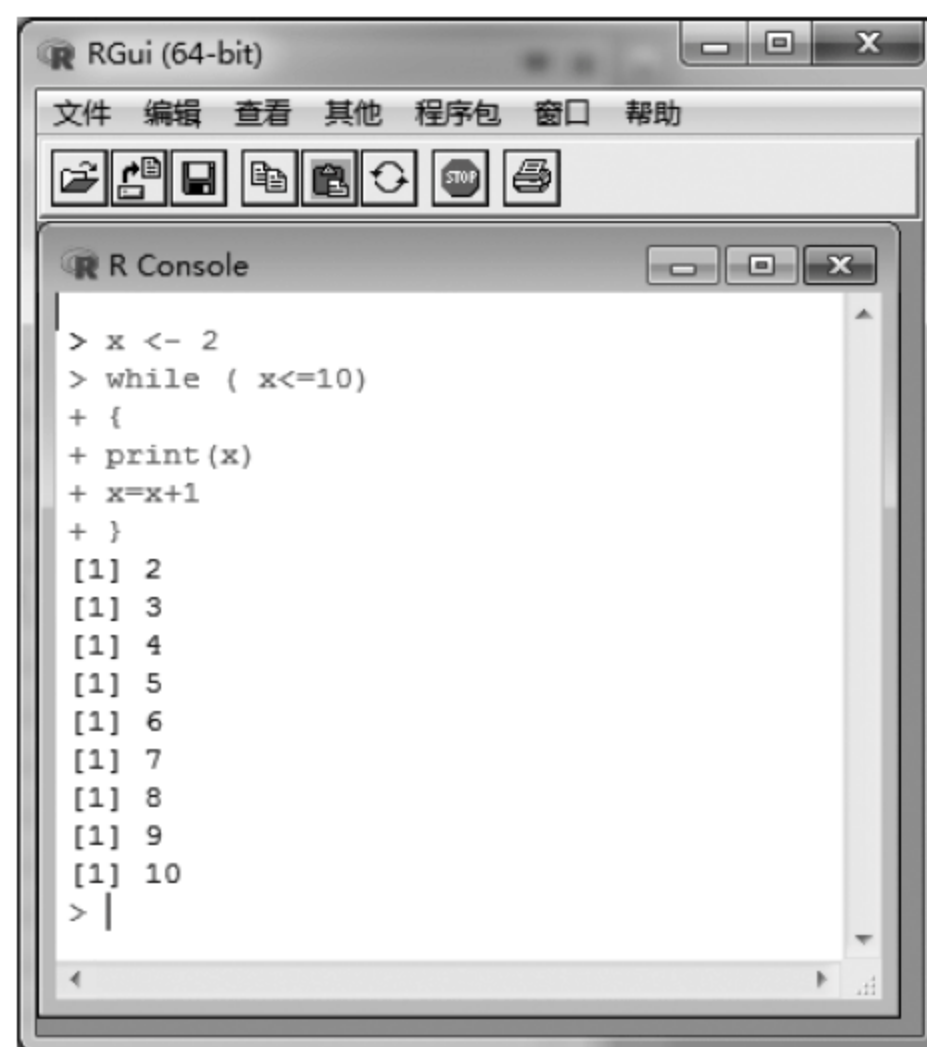 RGui (64-bit)
文件 编辑 查看 其他 程序包 窗口 帮助
STOP
R Console
> x <- 2
> while ( x<=10)
+ {
+ print(x)
+ x=x+1
+ }
[1] 2
[1] 3
[1] 4
[1] 5
[1] 6
[1] 7
[1] 8
[1] 9
[1] 10
>